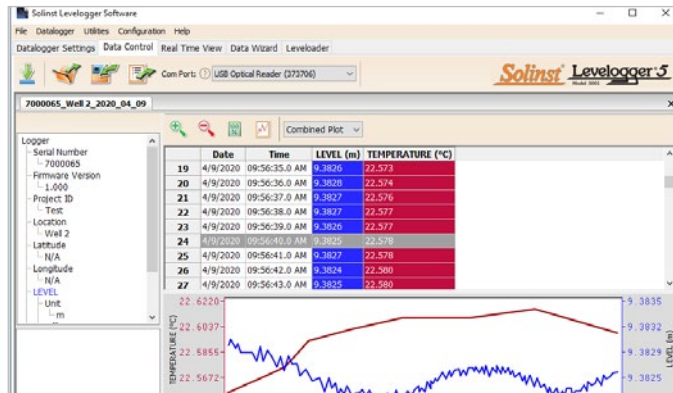 Solinst Levelogger Software
File Datalogger Utilities Configuration Help
Datalogger Settings Data Control Real Time View Data Wizard Leveloader
Com Port: USB Optical Reader (373706)
Solinst Levelogger 5
Model 3001
7000065_Well 2_2020_04_09
Combined Plot
Logger
Serial Number
7000065
Firmware Version
1.000
Project ID
Test
Location
Well 2
Latitude
N/A
Longitude
N/A
LEVEL
Unit
m
Date Time LEVEL (m) TEMPERATURE (°C)
19 4/9/2020 09:56:35.0 AM 9.3826 22.573
20 4/9/2020 09:56:36.0 AM 9.3828 22.574
21 4/9/2020 09:56:37.0 AM 9.3827 22.576
22 4/9/2020 09:56:38.0 AM 9.3827 22.577
23 4/9/2020 09:56:39.0 AM 9.3826 22.577
24 4/9/2020 09:56:40.0 AM 9.3825 22.578
25 4/9/2020 09:56:41.0 AM 9.3827 22.578
26 4/9/2020 09:56:42.0 AM 9.3824 22.580
27 4/9/2020 09:56:43.0 AM 9.3825 22.580
TEMPERATURE (°C)
22.6220
22.6037
22.5855
22.5672
9.3835
9.3832
9.3829
9.3825
LEVEL (m)